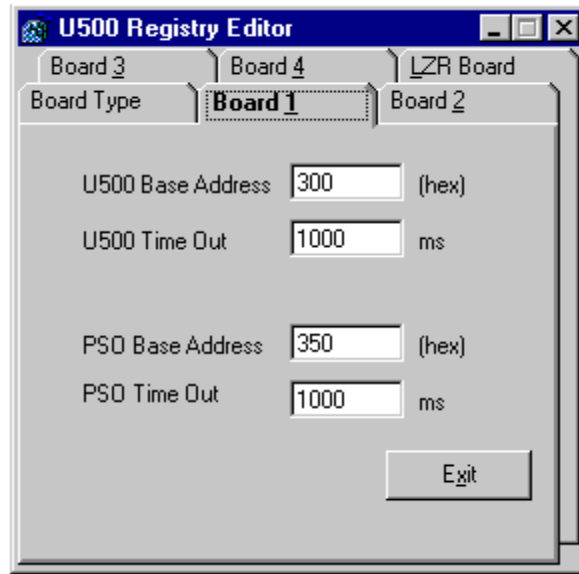 U500 Registry Editor
Board 3 Board 4 LZR Board
Board Type Board 1 Board 2
U500 Base Address 300 (hex)
U500 Time Out 1000 ms
PSO Base Address 350 (hex)
PSO Time Out 1000 ms
Exit